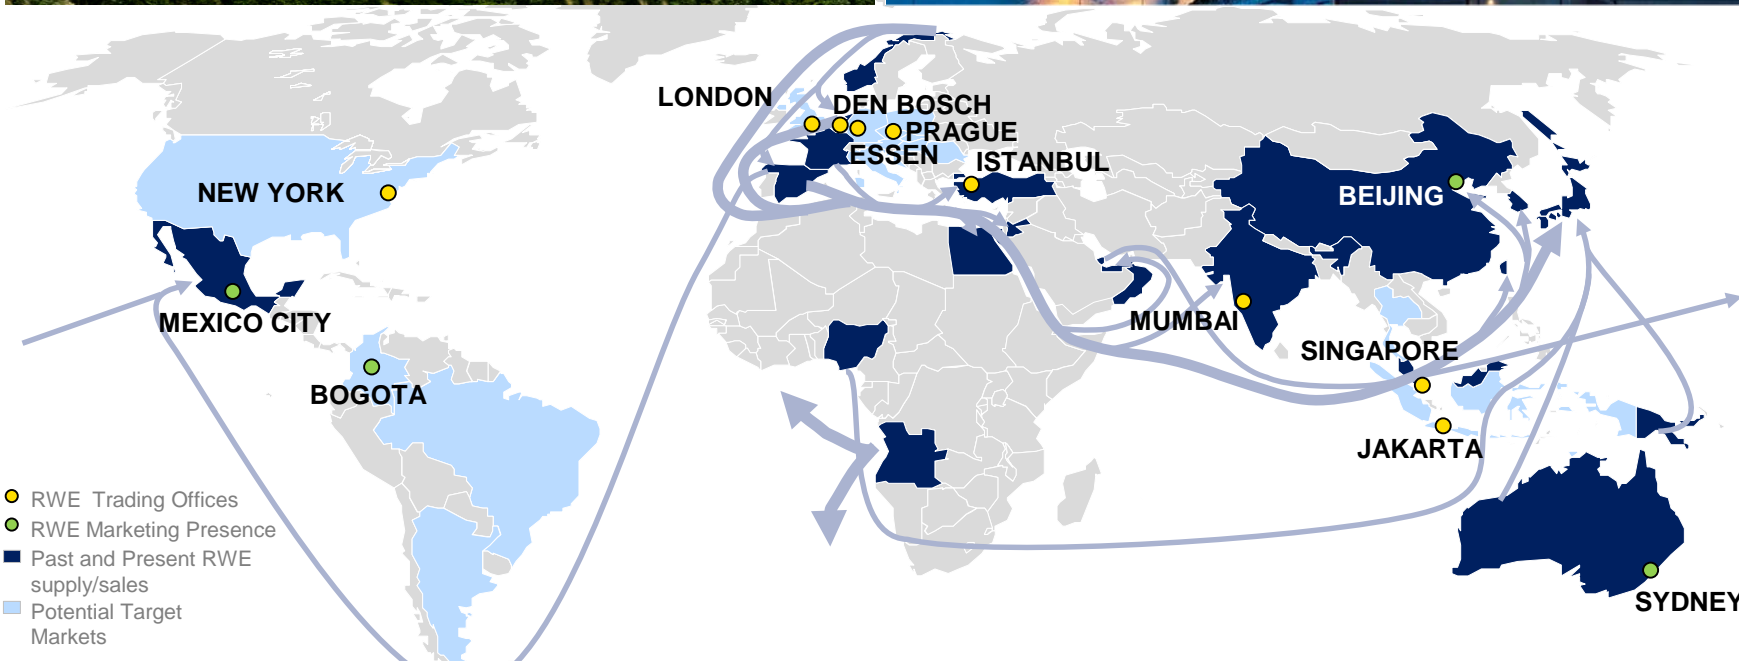 LONDON
DEN BOSCH
PRAGUE
ESSEN
ISTANBUL
NEW YORK
BEIJING
MEXICO CITY
MUMBAI
SINGAPORE
BOGOTA
JAKARTA
RWE Trading Offices
RWE Marketing Presence
Past and Present RWE
supply/sales
Potential Target
Markets
SYDNEY